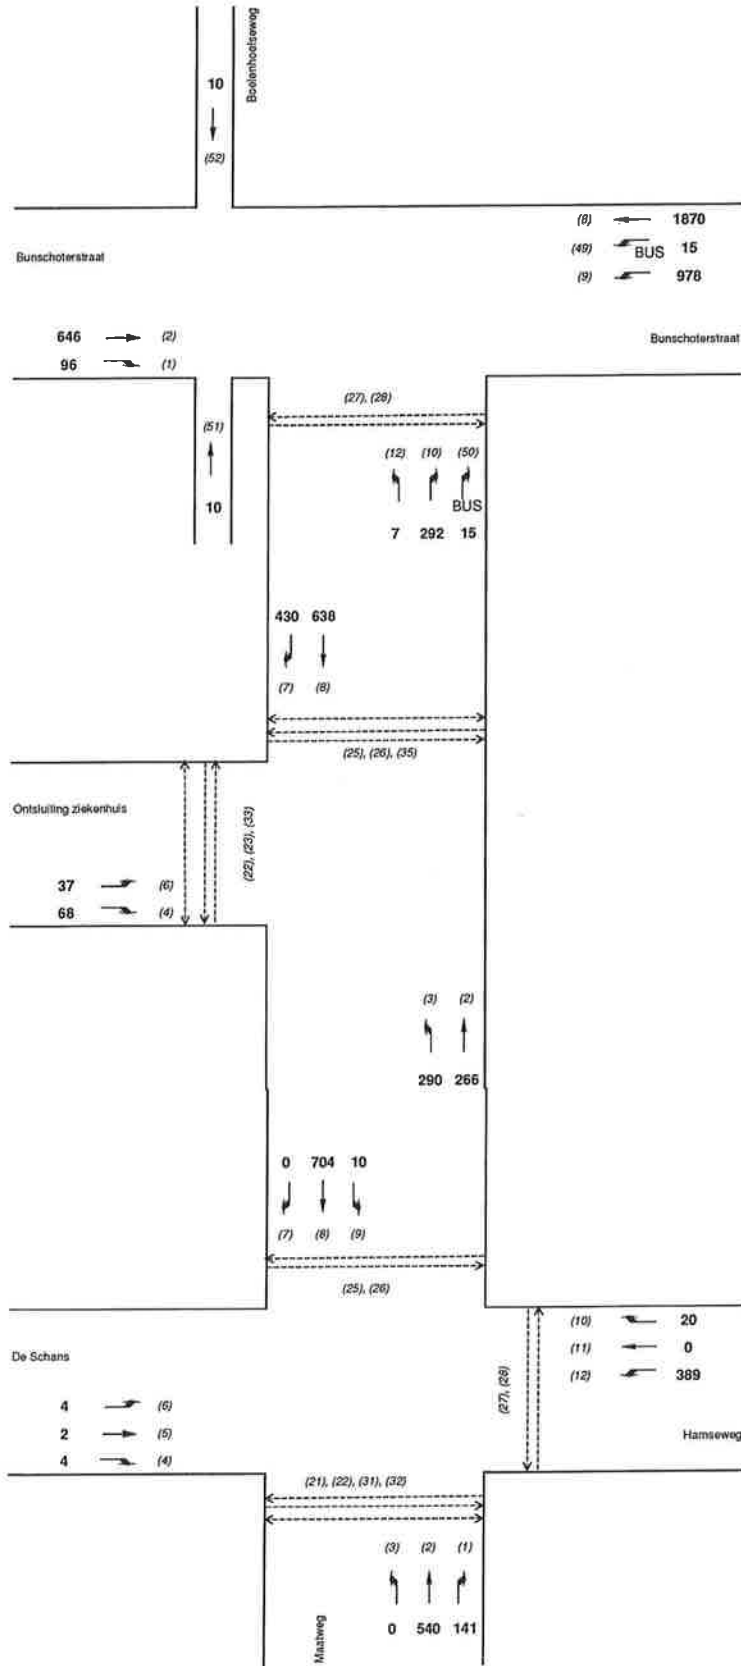 Boelenhoefseweg
10
(52)
(8) 1870
(49) BUS 15
(9) 978
Bunschoterstraat
Bunschoterstraat
646 (2)
96 (1)
(27), (28)
(51)
10
(12) (10) (50)
BUS
7 292 15
430 638
(7) (8)
(25), (26), (35)
Ontsluiting ziekenhuis
(22), (23), (33)
37 (6)
68 (4)
(3) (2)
290 266
0 704 10
(7) (8) (9)
(25), (26)
(10) 20
(11) 0
(12) 389
De Schans
(27), (28)
4 (6)
2 (5)
4 (4)
Hamseweg
(21), (22), (31), (32)
(3) (2) (1)
0 540 141
Maatweg